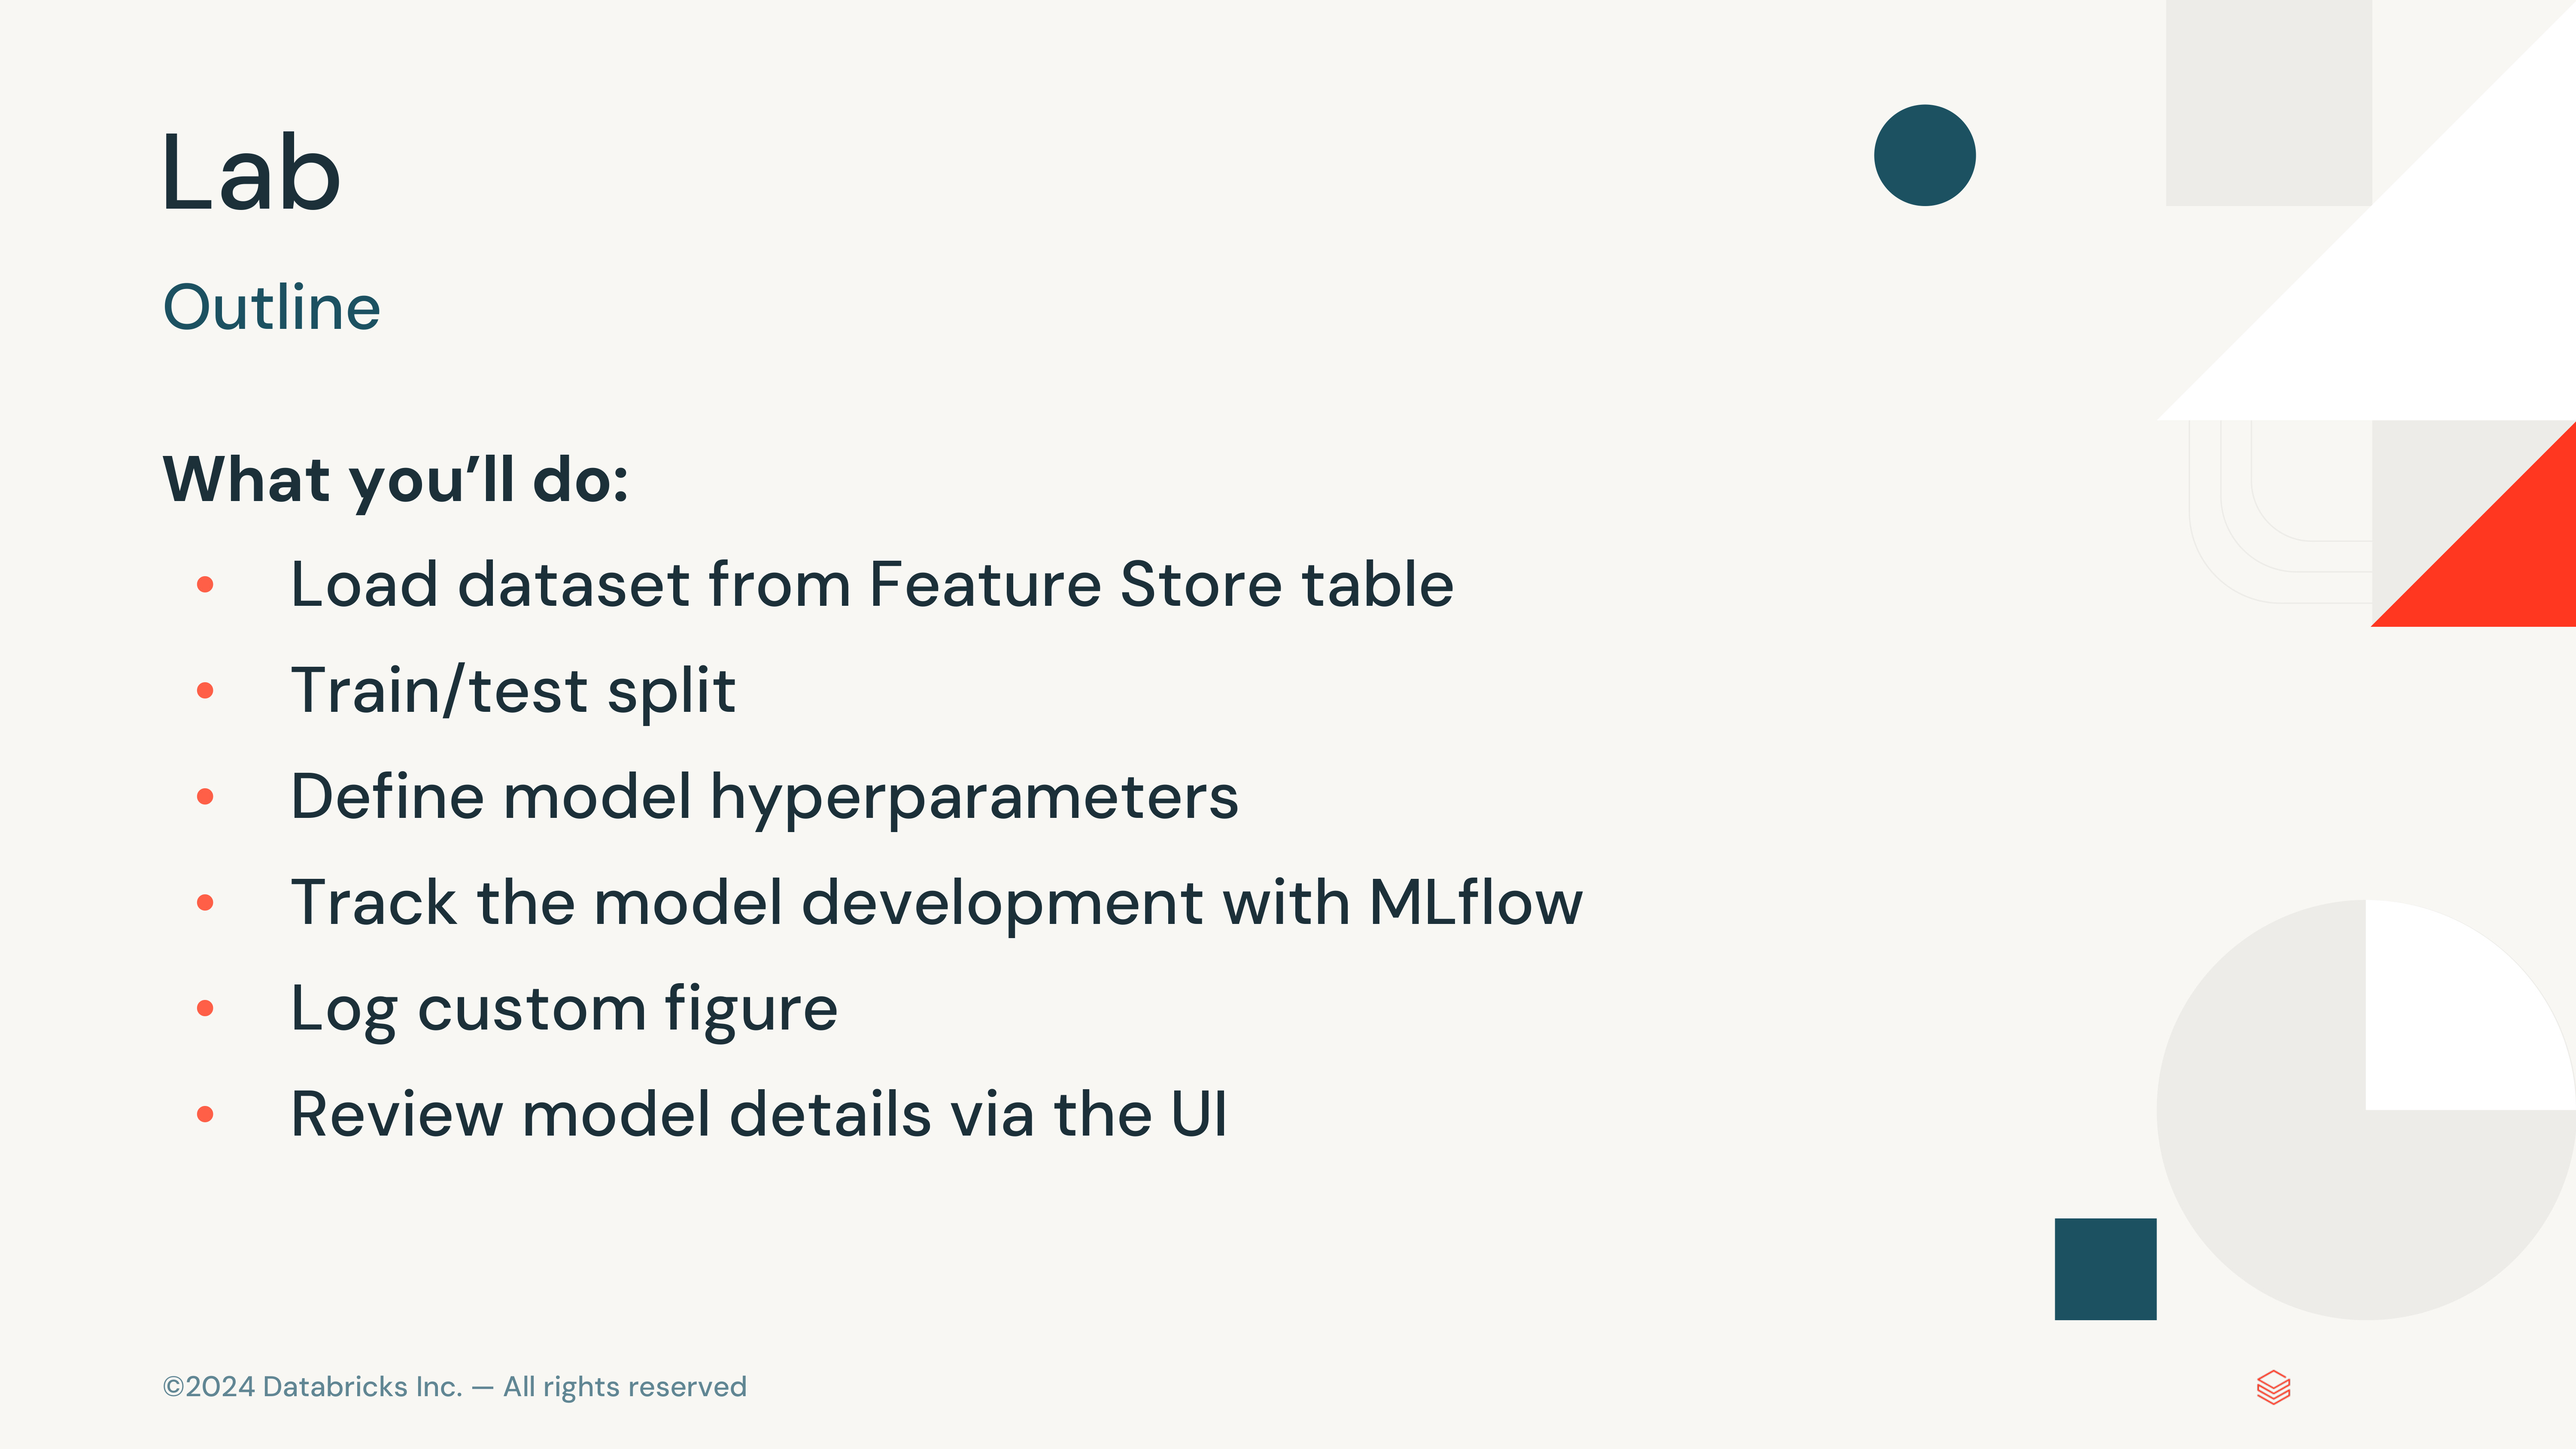 Lab
Outline
What you’ll do:
• Load dataset from Feature Store table
• Train/test split
• Define model hyperparameters
• Track the model development with MLflow
• Log custom figure
• Review model details via the UI
©2024 Databricks Inc. — All rights reserved